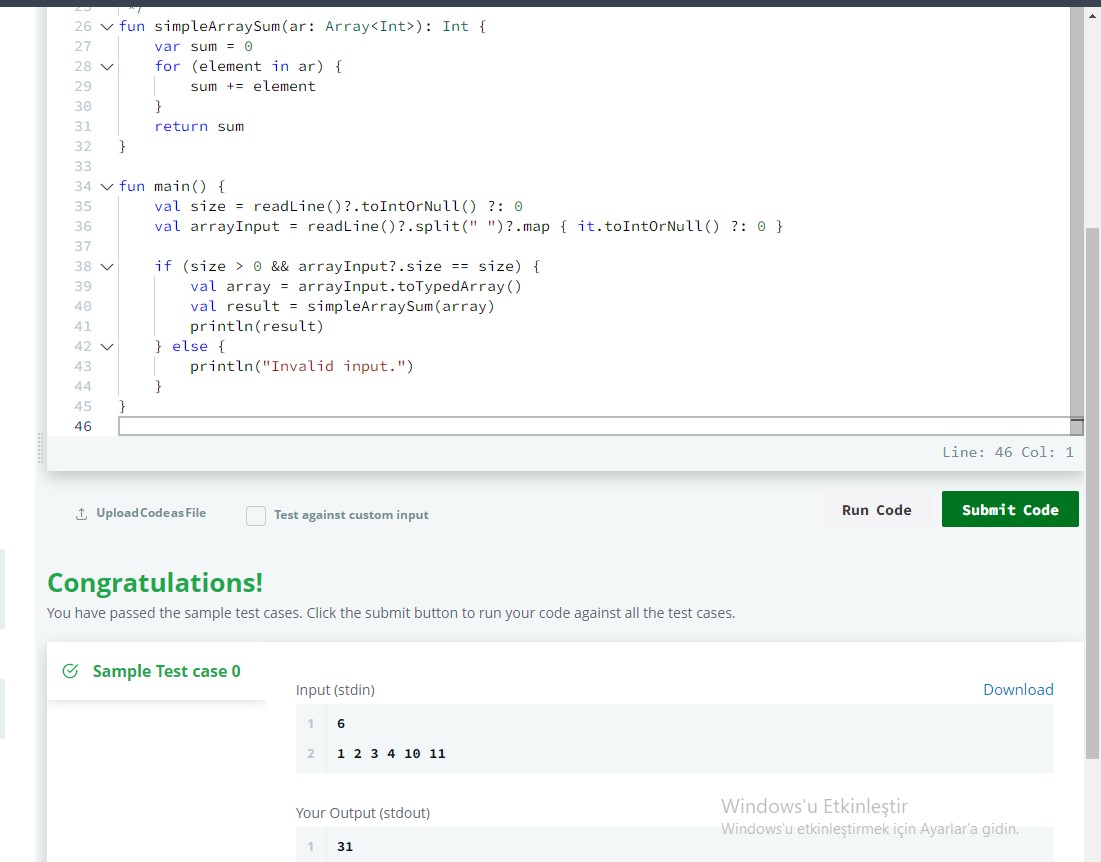 25 */
26 fun simpleArraySum(ar: Array<Int>): Int {
27 var sum = 0
28 for (element in ar) {
29 sum += element
30 }
31 return sum
32 }
33
34 fun main() {
35 val size = readLine()?.toIntOrNull() ?: 0
36 val arrayInput = readLine()?.split(" ")?.map { it.toIntOrNull() ?: 0 }
37
38 if (size > 0 && arrayInput?.size == size) {
39 val array = arrayInput.toTypedArray()
40 val result = simpleArraySum(array)
41 println(result)
42 } else {
43 println("Invalid input.")
44 }
45 }
46
Line: 46 Col: 1
Upload Code as File
Test against custom input
Run Code
Submit Code
Congratulations!
You have passed the sample test cases. Click the submit button to run your code against all the test cases.
Sample Test case 0
Input (stdin)
Download
1 6
2 1 2 3 4 10 11
Your Output (stdout)
1 31
Windows'u Etkinleştir
Windows'u etkinleştirmek için Ayarlar'a gidin.